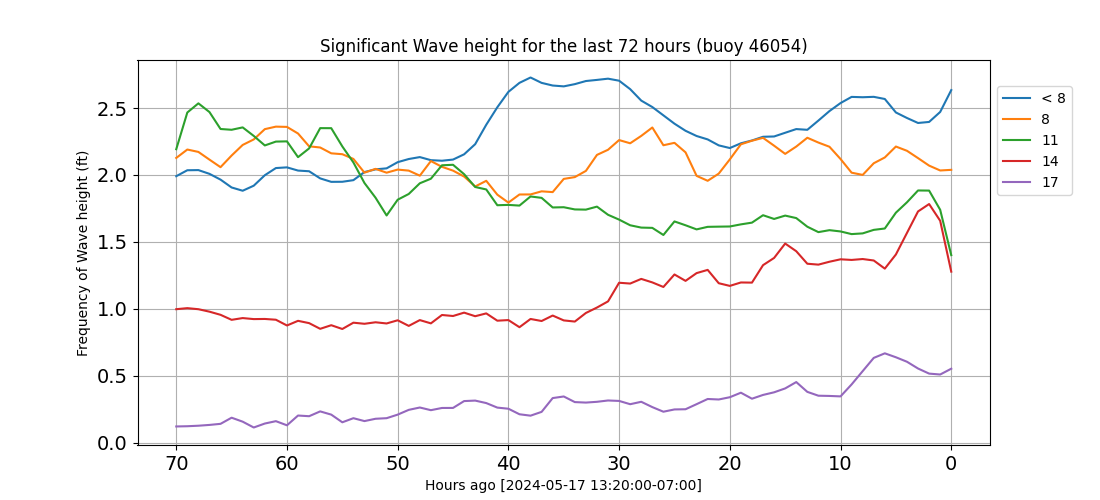 Significant Wave height for the last 72 hours (buoy 46054)
Frequency of Wave height (ft)
2.5
2.0
1.5
1.0
0.5
0.0
70 60 50 40 30 20 10 0
Hours ago [2024-05-17 13:20:00-07:00]
< 8
8
11
14
17